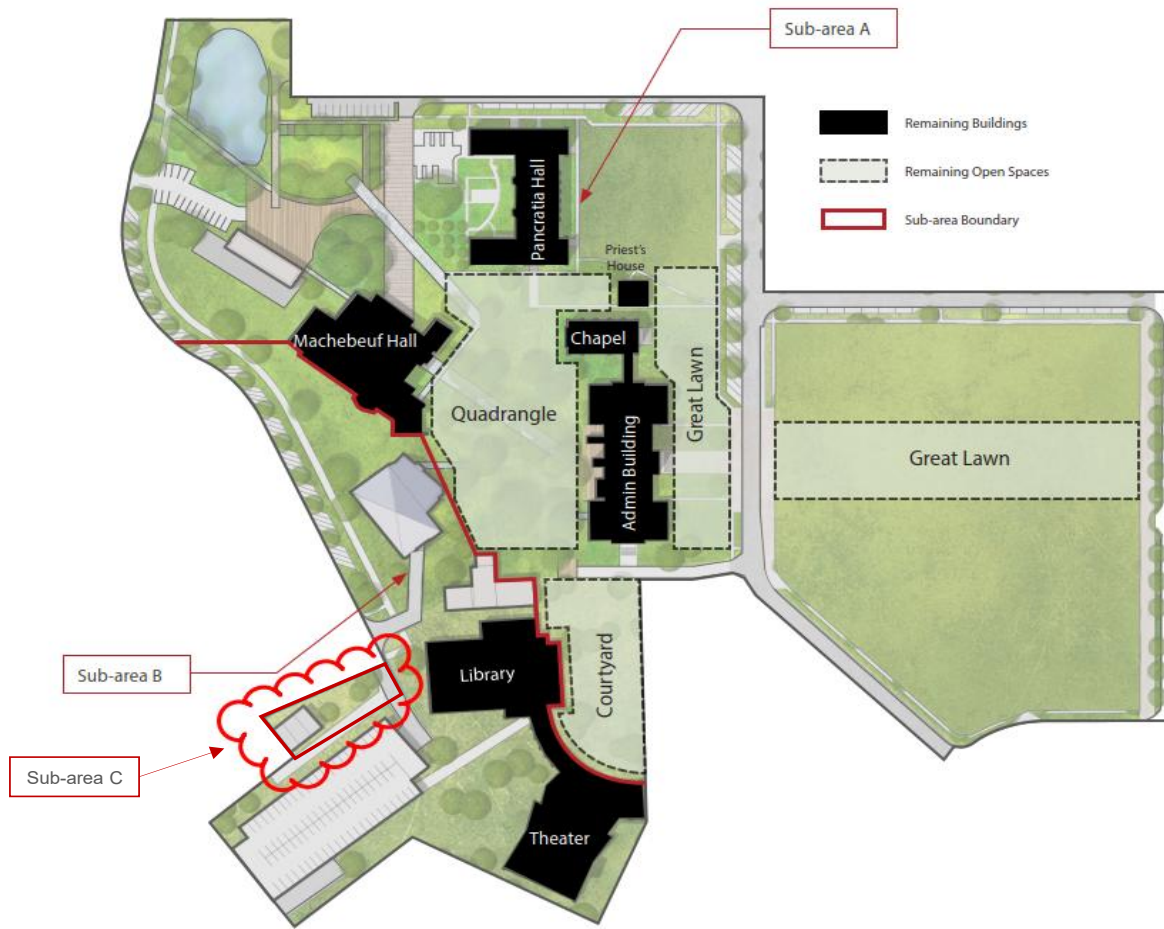 Sub-area A
Remaining Buildings
Remaining Open Spaces
Sub-area Boundary
Pancratia Hall
Priest's
House
Machebeuf Hall
Chapel
Quadrangle
Great Lawn
Admin Building
Great Lawn
Sub-area B
Library
Courtyard
Sub-area C
Theater